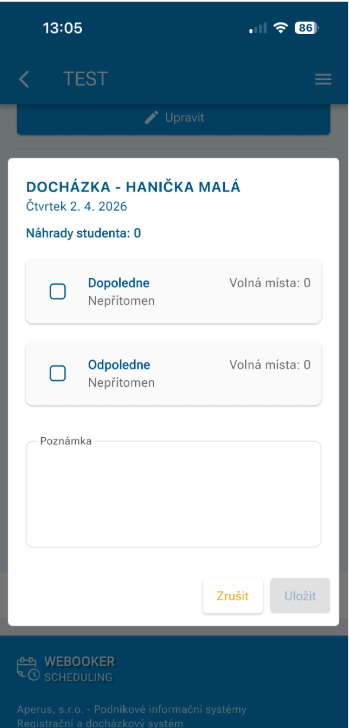 13:05
86
TEST
Upravit
DOCHÁZKA - HANIČKA MALÁ
Čtvrtek 2. 4. 2026
Náhrady studenta: 0
Dopoledne
Volná místa: 0
Nepřítomen
Odpoledne
Volná místa: 0
Nepřítomen
Poznámka
Zrušit
Uložit
WEBOOKER
SCHEDULING
Aperus, s.r.o. - Podnikové informační systémy
Registrační a docházkový systém